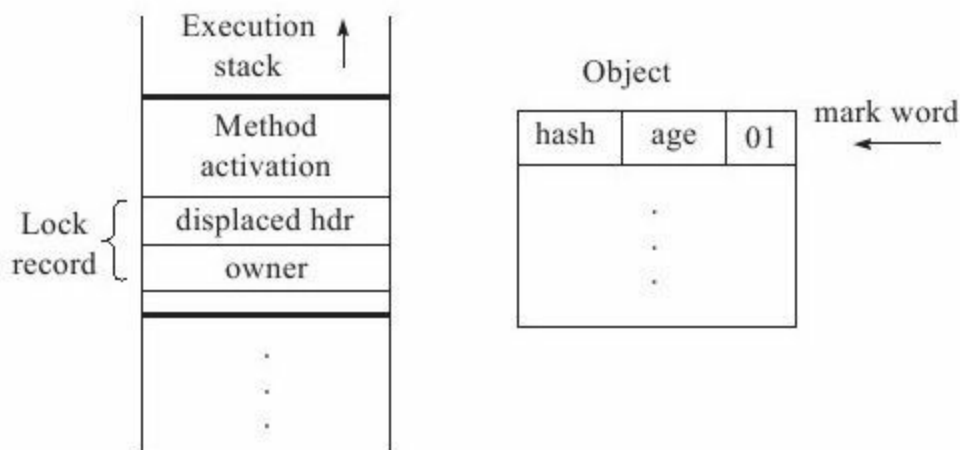 Execution
stack
Method
activation
Lock
record
displaced hdr
owner
Object
hash age 01
mark word